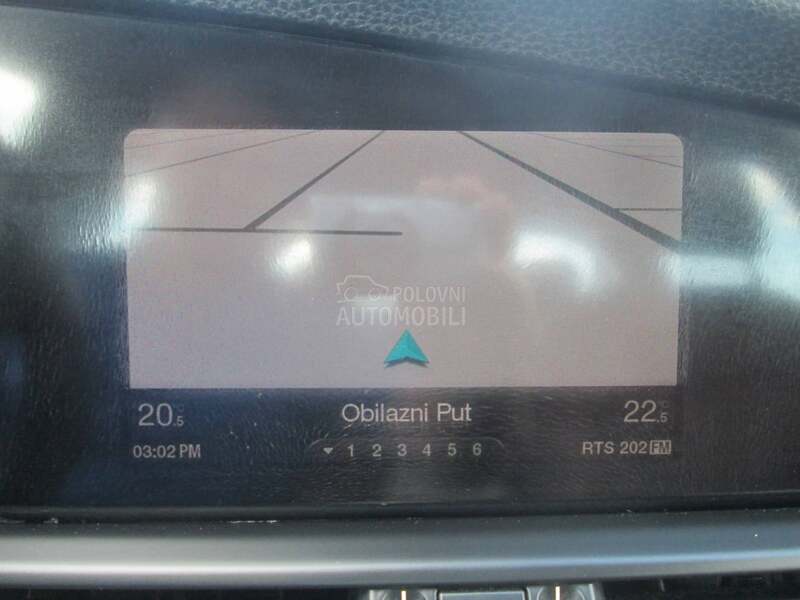 POLOVNI
AUTOMOBILI
20.5°C Obilazni Put 22.5°C
03:02 PM 1 2 3 4 5 6 RTS 202 FM